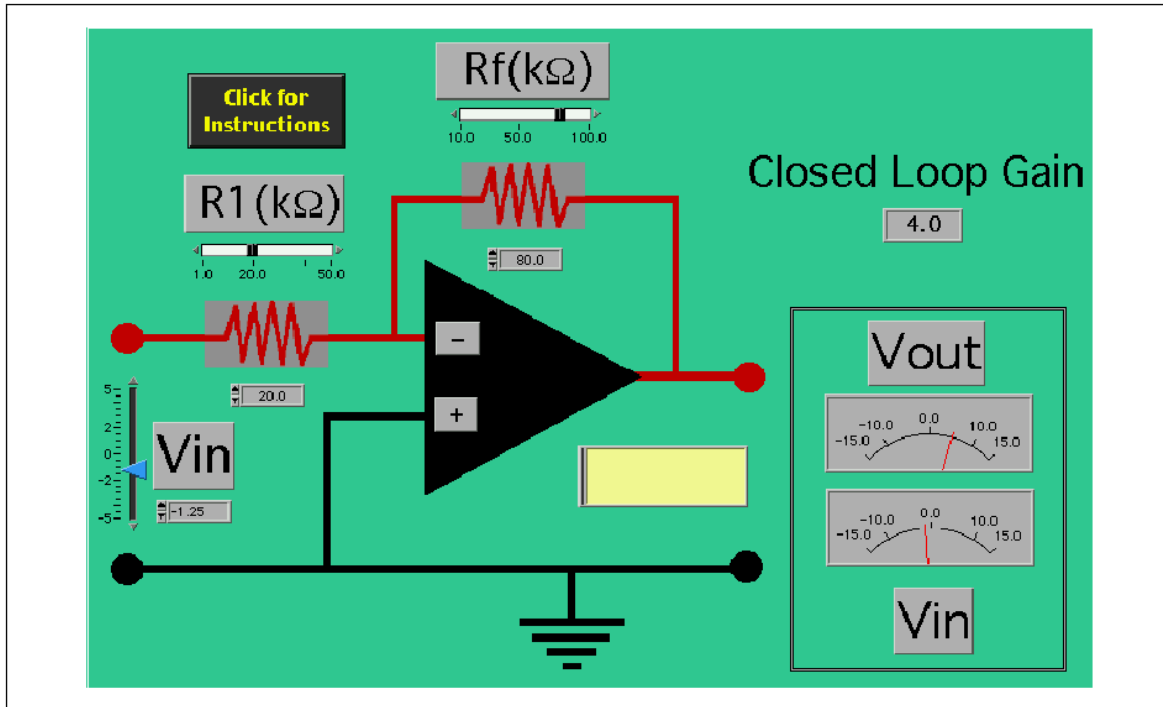 Rf(kΩ)
Click for
Instructions
10.0 50.0 100.0
Closed Loop Gain
R1(kΩ)
4.0
1.0 20.0 50.0
80.0
−
Vout
20.0
5
2
0
-2
-5
+
Vin
-1.25
-15.0 -10.0 0.0 10.0 15.0
-15.0 -10.0 0.0 10.0 15.0
Vin